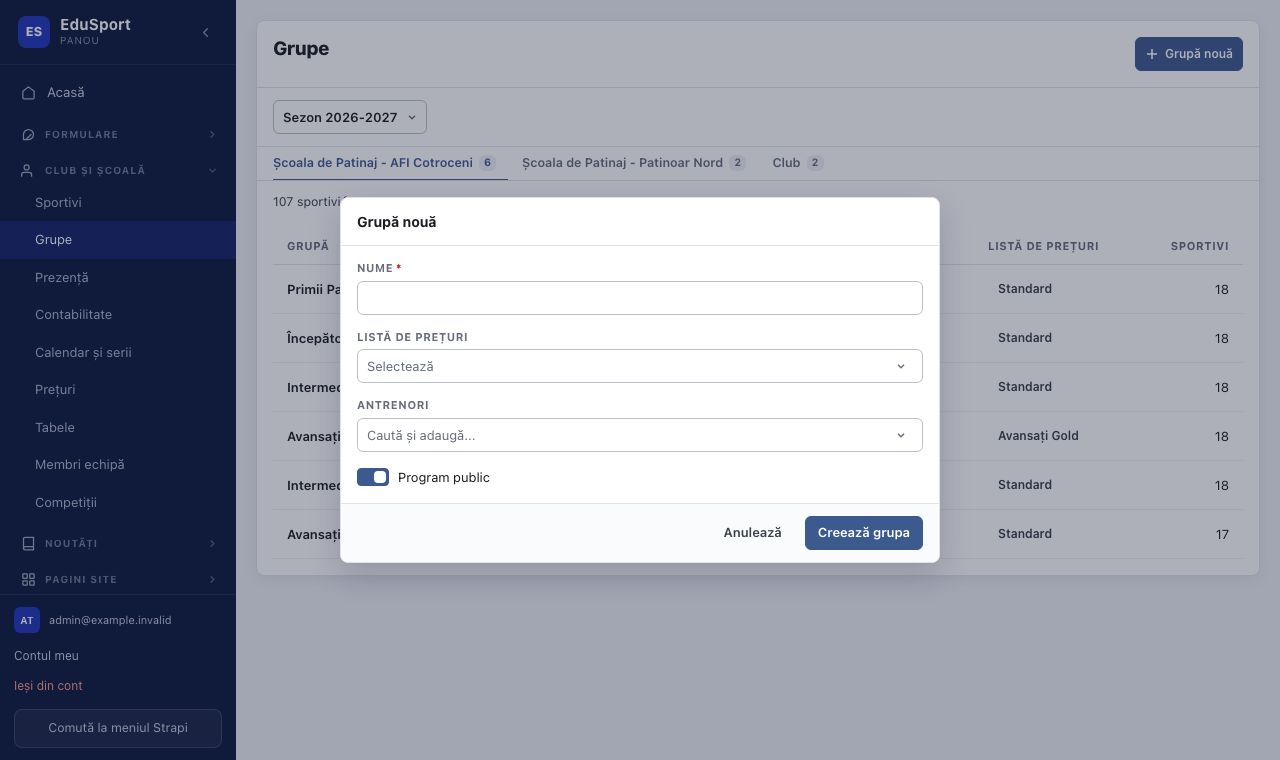 ES
EduSport
PANOU
Acasă
FORMULARE
CLUB ȘI ȘCOALĂ
Sportivi
Grupe
Prezență
Contabilitate
Calendar și serii
Prețuri
Tabele
Membri echipă
Competiții
NOUTĂȚI
PAGINI SITE
AT
admin@example.invalid
Contul meu
Ieși din cont
Comută la meniul Strapi
Grupe
Grupă nouă
Sezon 2026-2027
Școala de Patinaj - AFI Cotroceni 6
Școala de Patinaj - Patinoar Nord 2
Club 2
107 sportivi
GRUPĂ
LISTĂ DE PREȚURI
SPORTIVI
Primii
Standard
18
Standard
18
Standard
18
Avansați
Avansați Gold
18
Standard
18
Avansați
Standard
17
Grupă nouă
NUME *
LISTĂ DE PREȚURI
Selectează
ANTRENORI
Caută și adaugă...
Program public
Anulează
Creează grupa